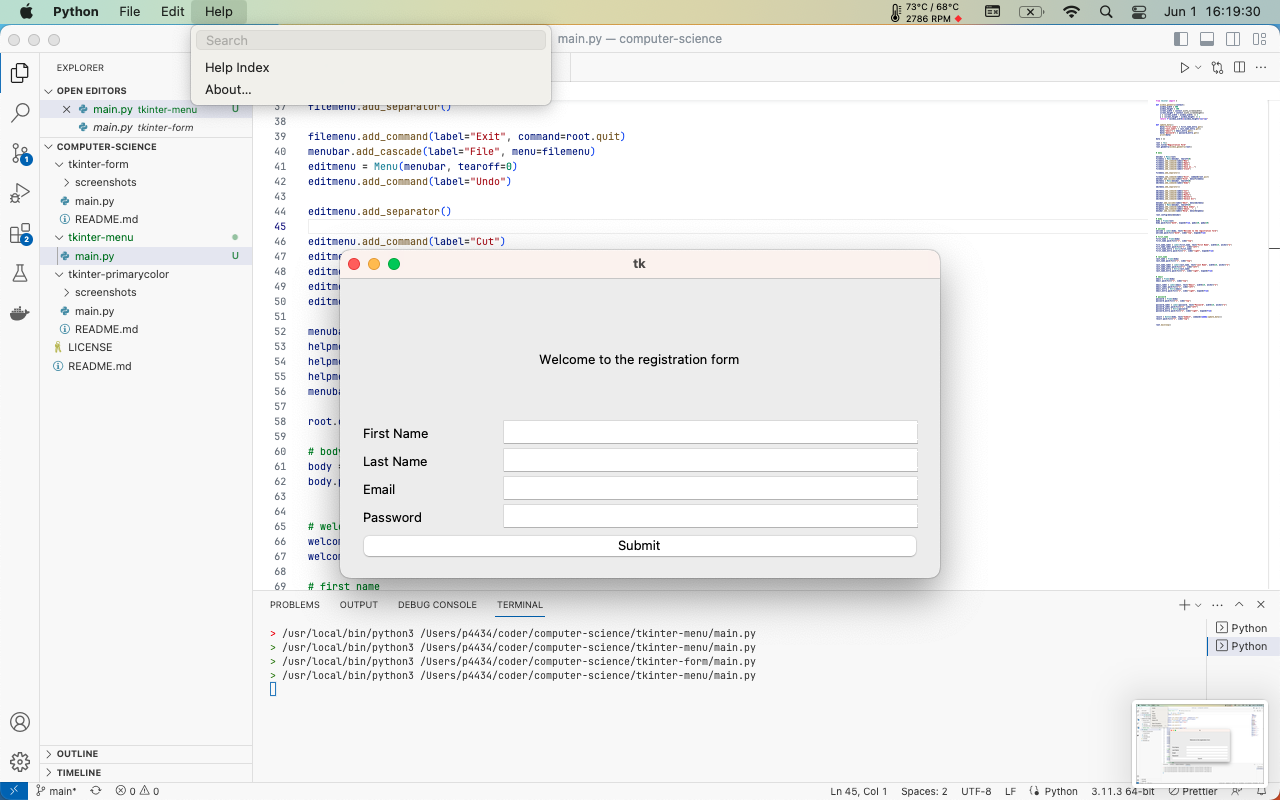 Python File Edit Help
73°C / 68°C
2786 RPM
Jun 1 16:19:30
Search
Help Index
About...
main.py — computer-science
EXPLORER
OPEN EDITORS
main.py tkinter-menu U
main.py tkinter-form
COMPUTER-SCIENCE
tkinter-form
screenshots
main.py
README.md
tkinter-menu
main.py U
tkinter-primarycolor
screenshots
main.py
README.md
LICENSE
README.md
OUTLINE
TIMELINE
1
2
37 filemenu.add_separator()
38
39 filemenu.add_command(label="Exit", command=root.quit)
40 menubar.add_cascade(label="File", menu=filemenu)
41 editmenu = Menu(menubar, tearoff=0)
42 editmenu.add_command(label="Undo")
43
44 editmenu.add_separator()
45
46 editmenu.add_command(label="Cut")
47 editme
48 editme
49 editme
50 editme
51
52 menuba
53 helpme
54 helpme
55 helpme
56 menuba
57
58 root.
59
60 # body
61 body =
62 body.
63
64
65 # wel
66 welcom
67 welcom
68
69 # first name
tk
Welcome to the registration form
First Name
Last Name
Email
Password
Submit
PROBLEMS OUTPUT DEBUG CONSOLE TERMINAL
> /usr/local/bin/python3 /Users/p4434/coder/computer-science/tkinter-menu/main.py
> /usr/local/bin/python3 /Users/p4434/coder/computer-science/tkinter-menu/main.py
> /usr/local/bin/python3 /Users/p4434/coder/computer-science/tkinter-form/main.py
> /usr/local/bin/python3 /Users/p4434/coder/computer-science/tkinter-menu/main.py
Python
Python
main* 0 0 Ln 45, Col 1 Spaces: 2 UTF-8 LF Python 3.11.3 64-bit Prettier